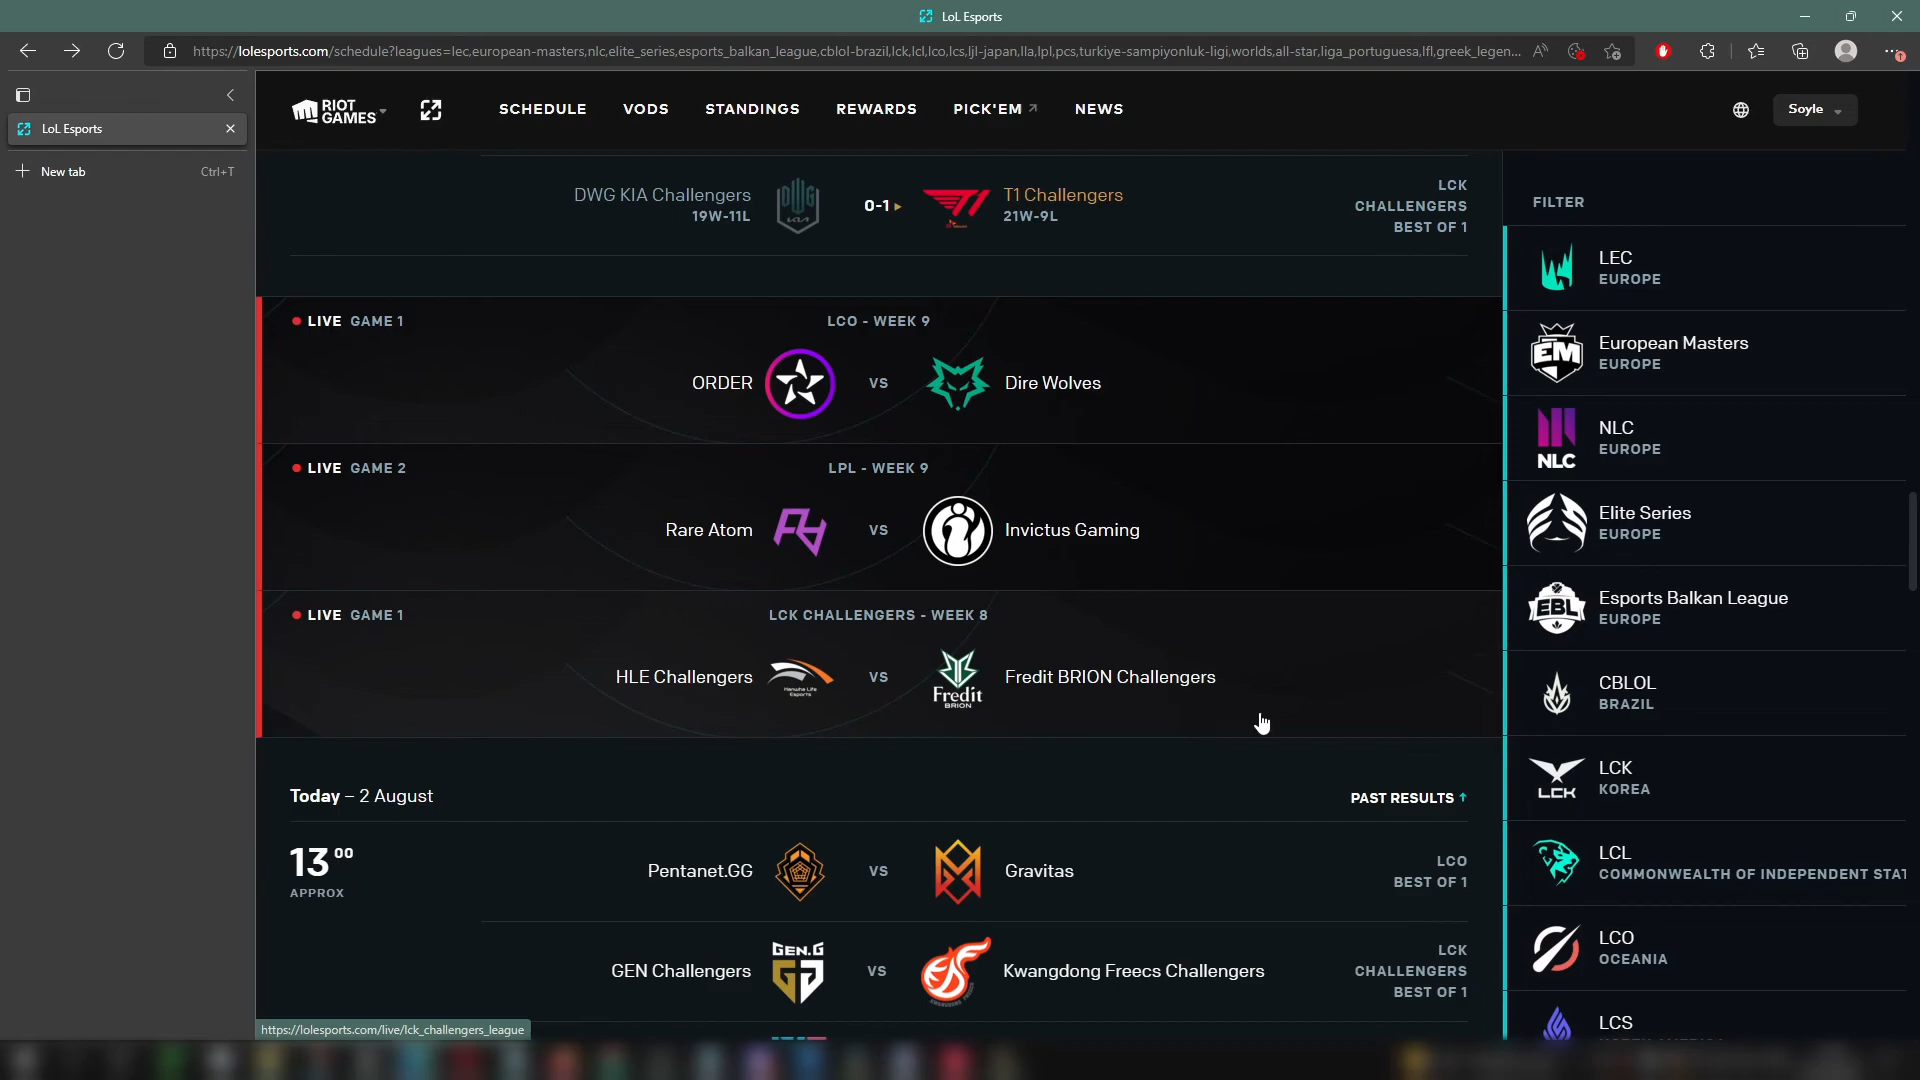 LoL Esports
https://lolesports.com/schedule?leagues=lec,european-masters,nlc,elite_series,esports_balkan_league,cblol-brazil,lck,lcl,lco,lcs,ljl-japan,lla,lpl,pcs,turkiye-sampiyonluk-ligi,worlds,all-star,liga_portuguesa,lfl,greek_legen...
LoL Esports
New tab
Ctrl+T
RIOT GAMES
SCHEDULE
VODS
STANDINGS
REWARDS
PICK'EM
NEWS
Soyle
DWG KIA Challengers
19W-11L
0-1
T1 Challengers
21W-9L
LCK
CHALLENGERS
BEST OF 1
LIVE GAME 1
LCO - WEEK 9
ORDER
VS
Dire Wolves
LIVE GAME 2
LPL - WEEK 9
Rare Atom
VS
Invictus Gaming
LIVE GAME 1
LCK CHALLENGERS - WEEK 8
HLE Challengers
Hanwha Life
Esports
VS
Fredit
BRION
Fredit BRION Challengers
Today – 2 August
PAST RESULTS
13 00
APPROX
Pentanet.GG
VS
Gravitas
LCO
BEST OF 1
GEN Challengers
GEN.G
VS
Kwangdong Freecs Challengers
LCK
CHALLENGERS
BEST OF 1
https://lolesports.com/live/lck_challengers_league
FILTER
LEC
EUROPE
EM
European Masters
EUROPE
NLC
NLC
EUROPE
Elite Series
EUROPE
EBL
Esports Balkan League
EUROPE
CBLOL
BRAZIL
LCK
LCK
KOREA
LCL
COMMONWEALTH OF INDEPENDENT STAT
LCO
OCEANIA
LCS